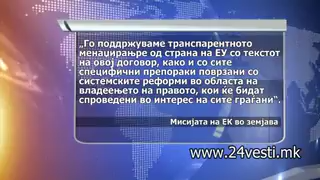 „Го поддржуваме транспарентното
менаџирање од страна на ЕУ со текстот
на овој договор, како и со сите
специфични препораки поврзани со
системските реформи во областа на
владеењето на правото, кои ќе бидат
спроведени во интерес на сите граѓани“.
Мисијата на ЕК во земјава
www.24vesti.mk